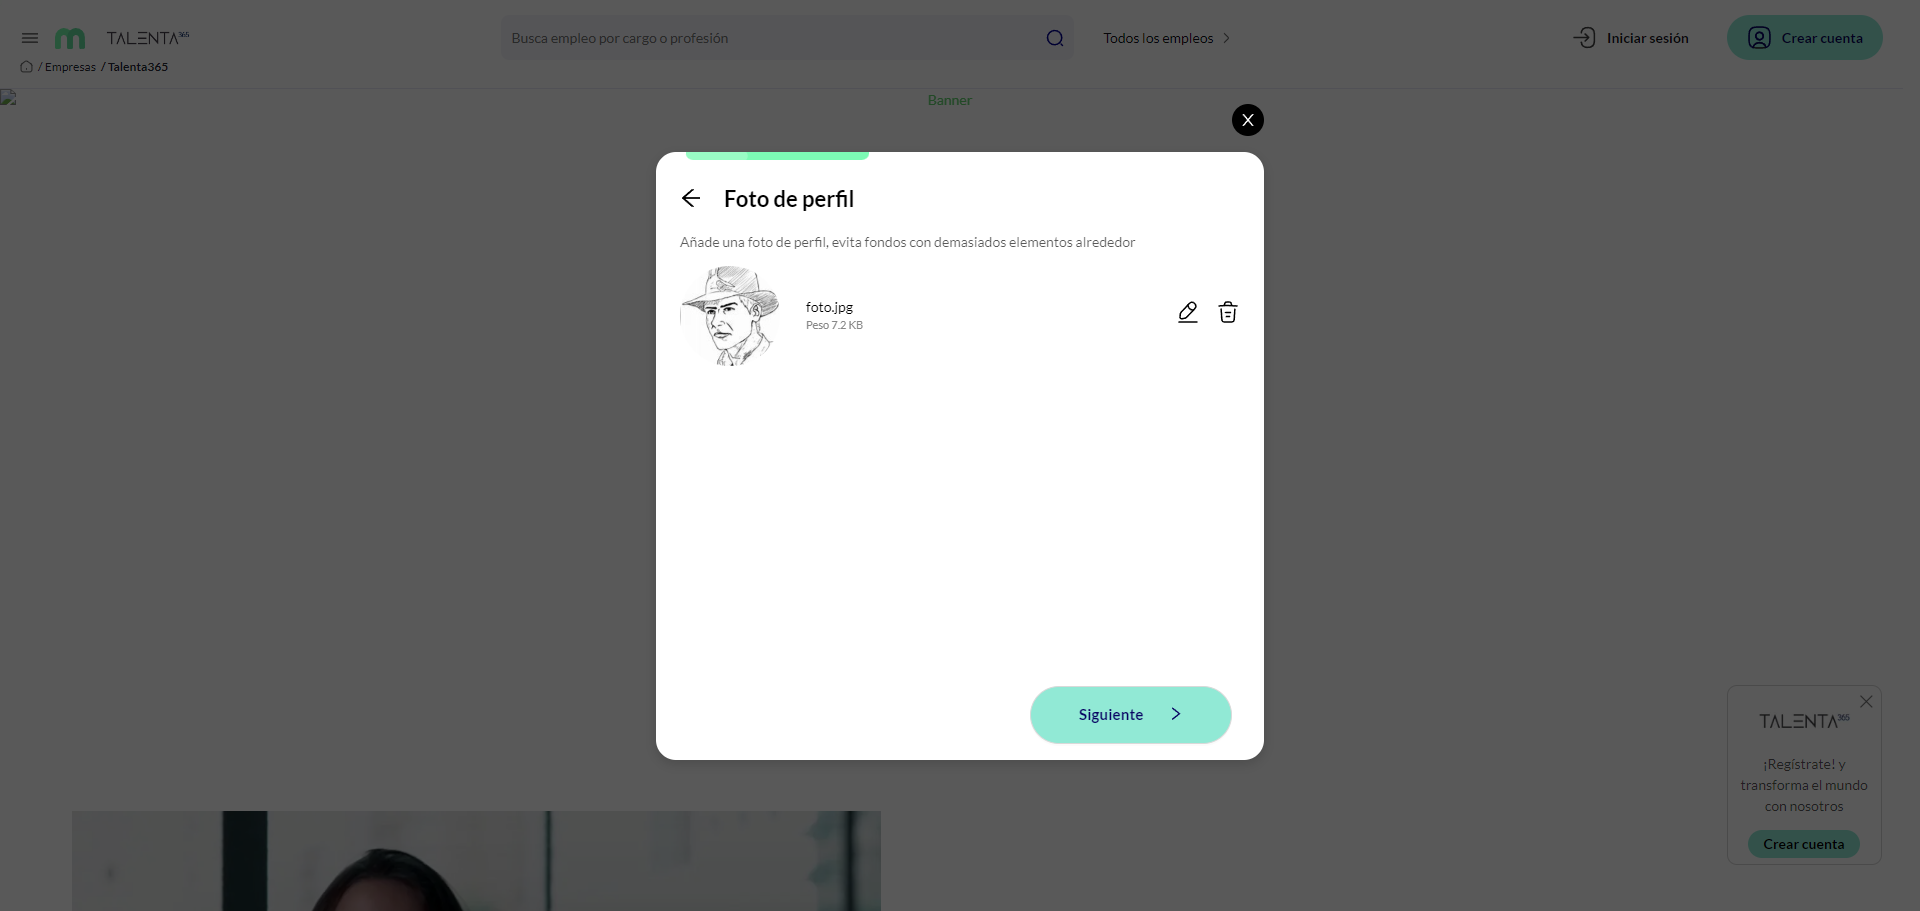 TALENTA365
Busca empleo por cargo o profesión
Todos los empleos
Iniciar sesión
Crear cuenta
/ Empresas / Talenta365
Banner
X
Foto de perfil
Añade una foto de perfil, evita fondos con demasiados elementos alrededor
foto.jpg
Peso 7.2 KB
Siguiente
TALENTA365
¡Regístrate! y
transforma el mundo
con nosotros
Crear cuenta